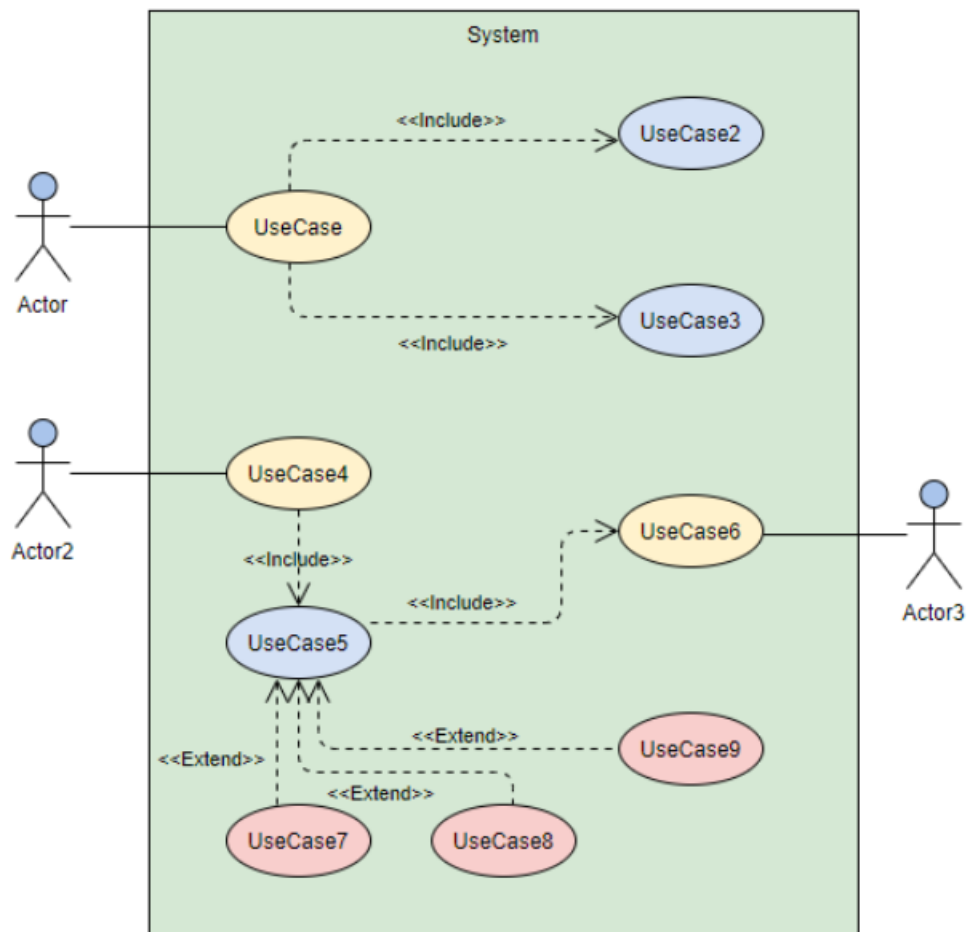 System
<<Include>>
UseCase2
UseCase
Actor
UseCase3
<<Include>>
UseCase4
Actor2
UseCase6
<<Include>>
<<Include>>
Actor3
UseCase5
<<Extend>>
UseCase9
<<Extend>>
<<Extend>>
UseCase7
UseCase8